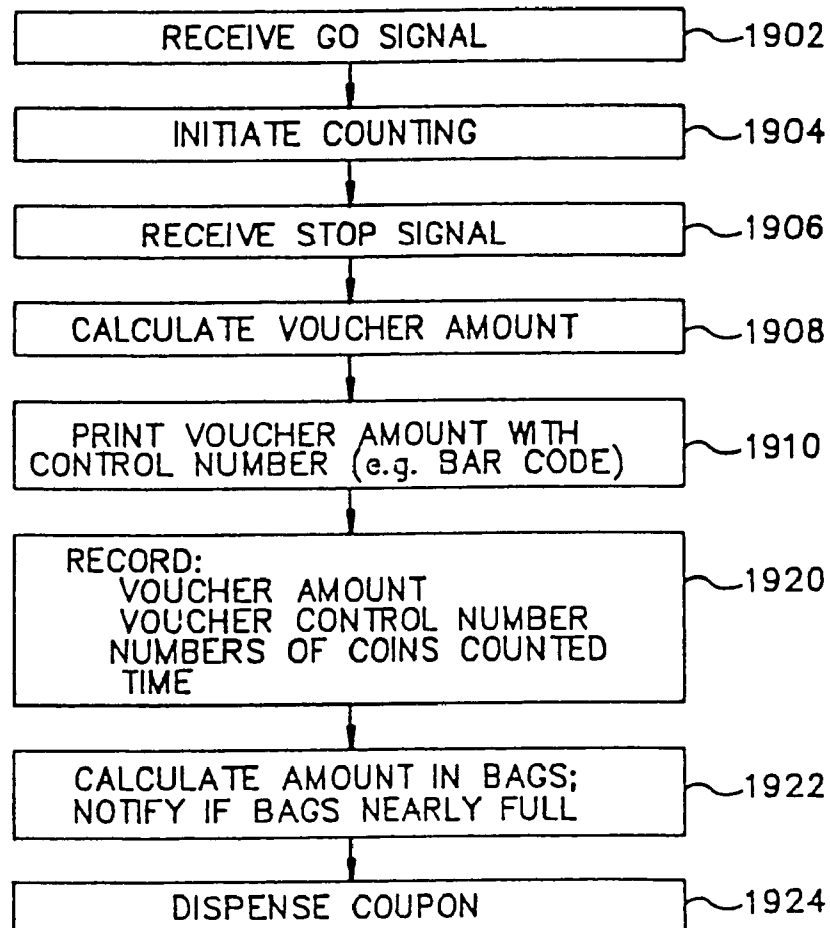 RECEIVE GO SIGNAL 1902
INITIATE COUNTING 1904
RECEIVE STOP SIGNAL 1906
CALCULATE VOUCHER AMOUNT 1908
PRINT VOUCHER AMOUNT WITH
CONTROL NUMBER (e.g. BAR CODE) 1910
RECORD:
VOUCHER AMOUNT
VOUCHER CONTROL NUMBER
NUMBERS OF COINS COUNTED
TIME
1920
CALCULATE AMOUNT IN BAGS;
NOTIFY IF BAGS NEARLY FULL
1922
DISPENSE COUPON 1924